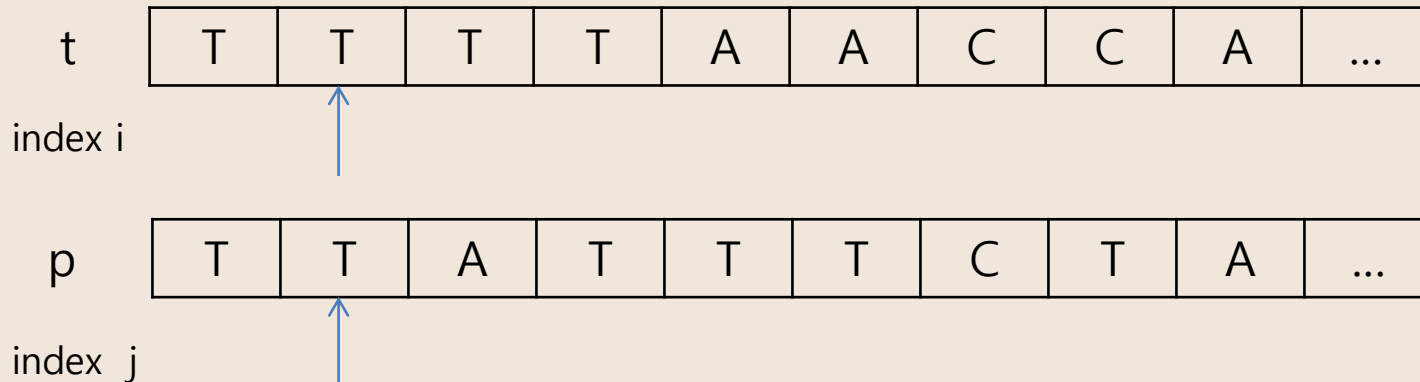 t T T T T A A C C A ...
index i
p T T A T T T C T A ...
index j